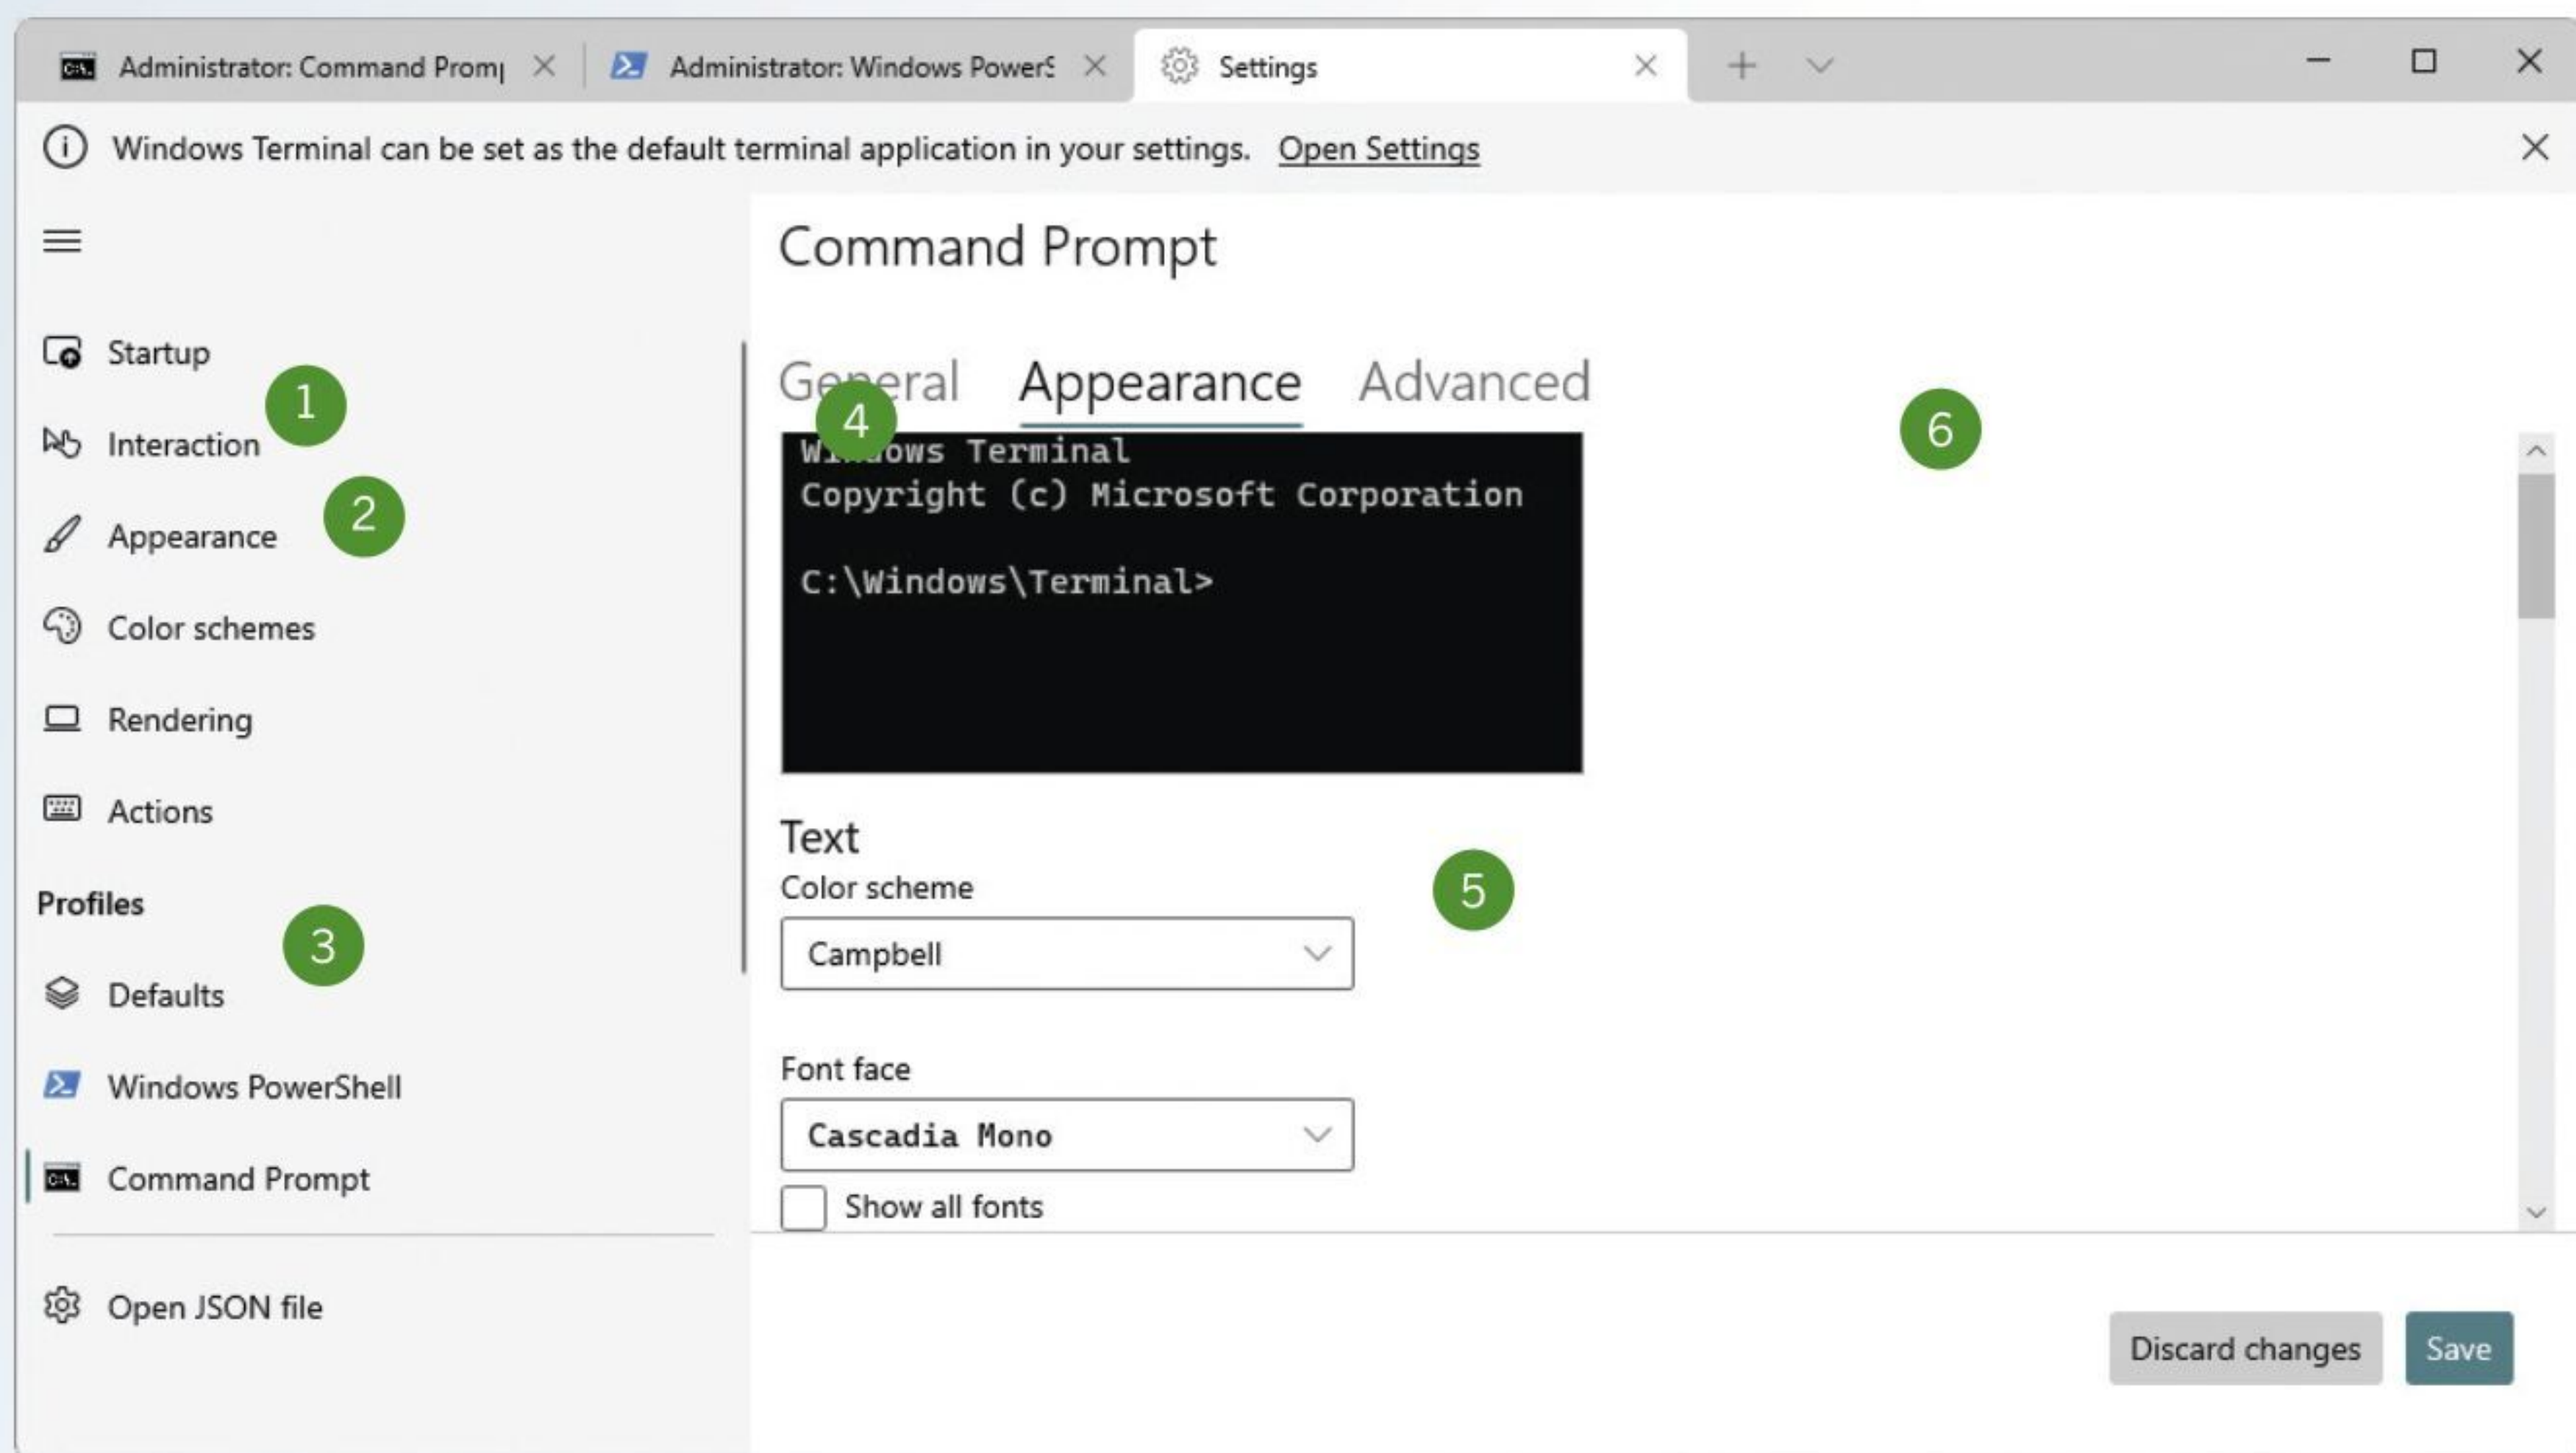 Administrator: Command Prom
Administrator: Windows Power
Settings
Windows Terminal can be set as the default terminal application in your settings. Open Settings
Startup
1
Interaction
2
Appearance
Color schemes
Rendering
Actions
Profiles
3
Defaults
Windows PowerShell
Command Prompt
Open JSON file
Command Prompt
General Appearance Advanced
4
6
Windows Terminal
Copyright (c) Microsoft Corporation
C:\Windows\Terminal>
Text
Color scheme
5
Campbell
Font face
Cascadia Mono
Show all fonts
Discard changes
Save